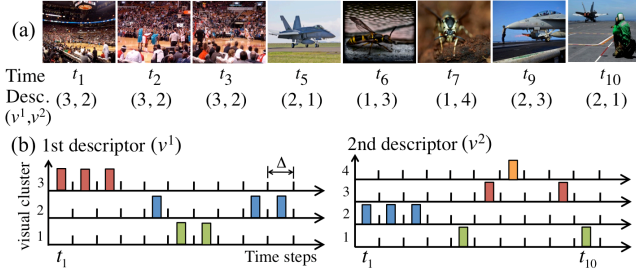 (a)
Time t1 t2 t3 t5 t6 t7 t9 t10
Desc. (3, 2) (3, 2) (3, 2) (2, 1) (1, 3) (1, 4) (2, 3) (2, 1)
(v1,v2)
(b) 1st descriptor (v1) 2nd descriptor (v2)
visual cluster
Δ
3
2
1
t1 Time steps
4
3
2
1
t1 t10